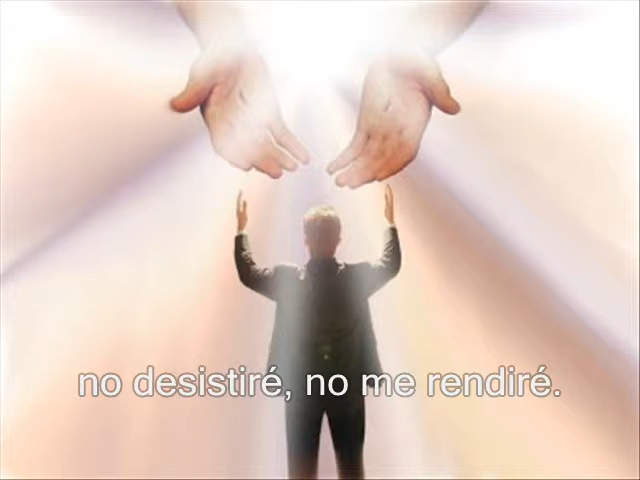 no desistiré, no me rendiré.